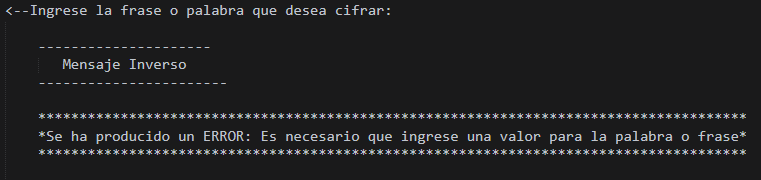 <--Ingrese la frase o palabra que desea cifrar:
---------------------
Mensaje Inverso
-----------------------
**************************************************************************************
*Se ha producido un ERROR: Es necesario que ingrese una valor para la palabra o frase*
**************************************************************************************